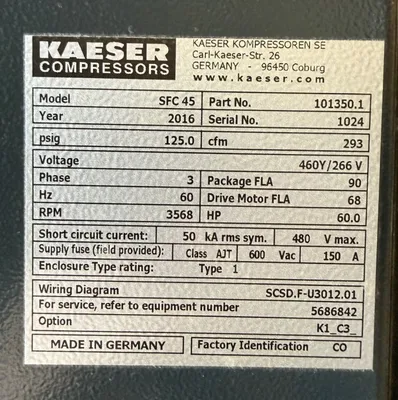 KAESER
COMPRESSORS
KAESER KOMPRESSOREN SE
Carl-Kaeser-Str. 26
GERMANY - 96450 Coburg
www.kaeser.com
Model SFC 45 Part No. 101350.1
Year 2016 Serial No. 1024
psig 125.0 cfm 293
Voltage 460Y/266 V
Phase 3 Package FLA 90
Hz 60 Drive Motor FLA 68
RPM 3568 HP 60.0
Short circuit current: 50 kA rms sym. 480 V max.
Supply fuse (field provided): Class AJT 600 Vac 150 A
Enclosure Type rating: Type 1
Wiring Diagram SCSD.F-U3012.01
For service, refer to equipment number 5686842
Option K1_C3_
MADE IN GERMANY Factory Identification CO